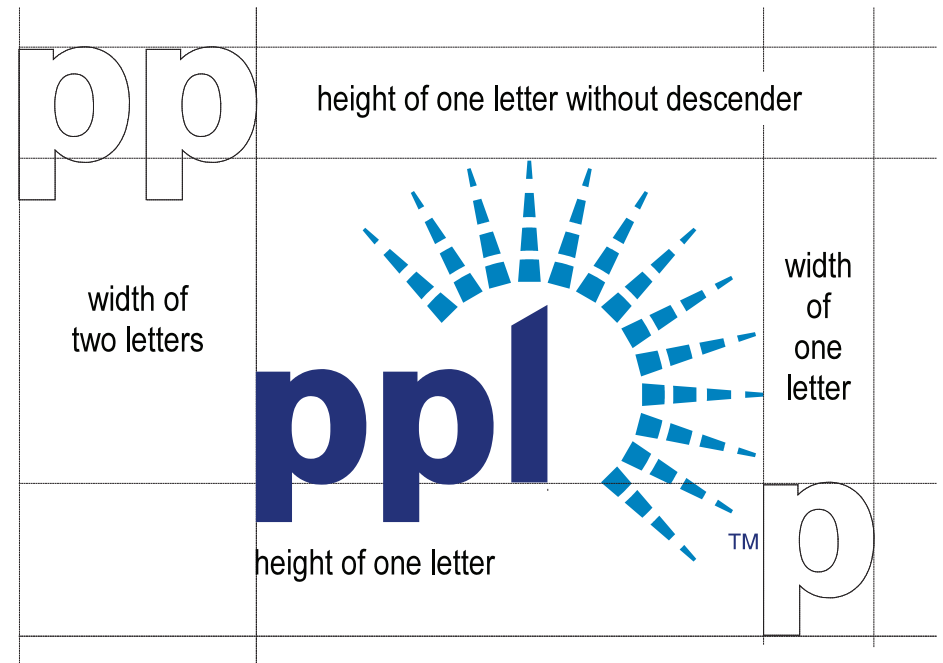 pp
height of one letter without descender
width of
two letters
width
of
one
letter
ppl
TM
p
height of one letter